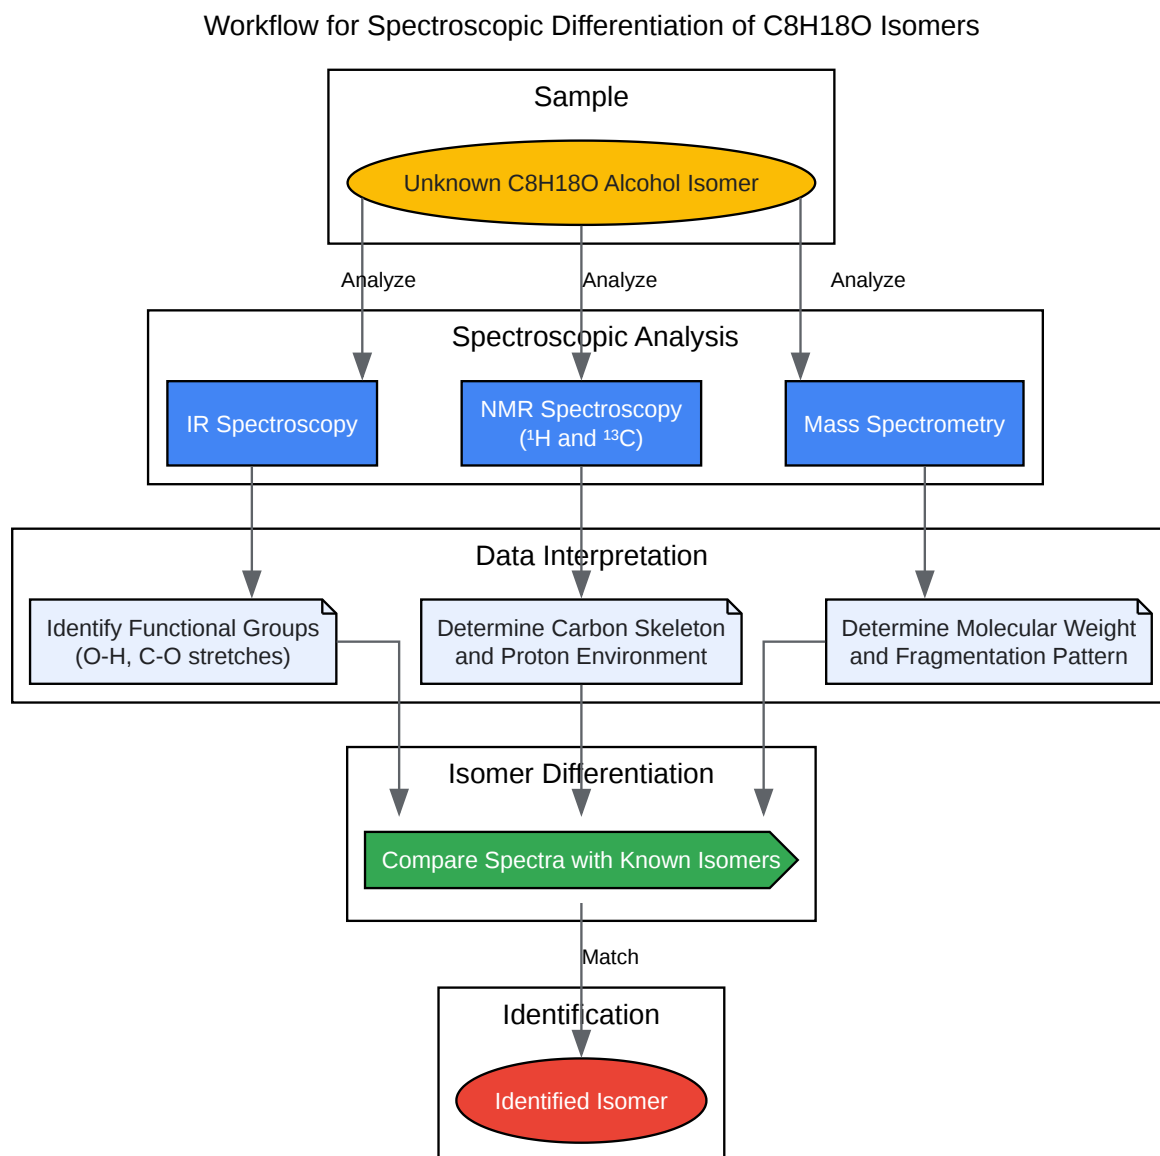 Workflow for Spectroscopic Differentiation of C8H18O Isomers
Sample
Unknown C8H18O Alcohol Isomer
Analyze
Analyze
Analyze
Spectroscopic Analysis
IR Spectroscopy
NMR Spectroscopy
(¹H and ¹³C)
Mass Spectrometry
Data Interpretation
Identify Functional Groups
(O-H, C-O stretches)
Determine Carbon Skeleton
and Proton Environment
Determine Molecular Weight
and Fragmentation Pattern
Isomer Differentiation
Compare Spectra with Known Isomers
Match
Identification
Identified Isomer